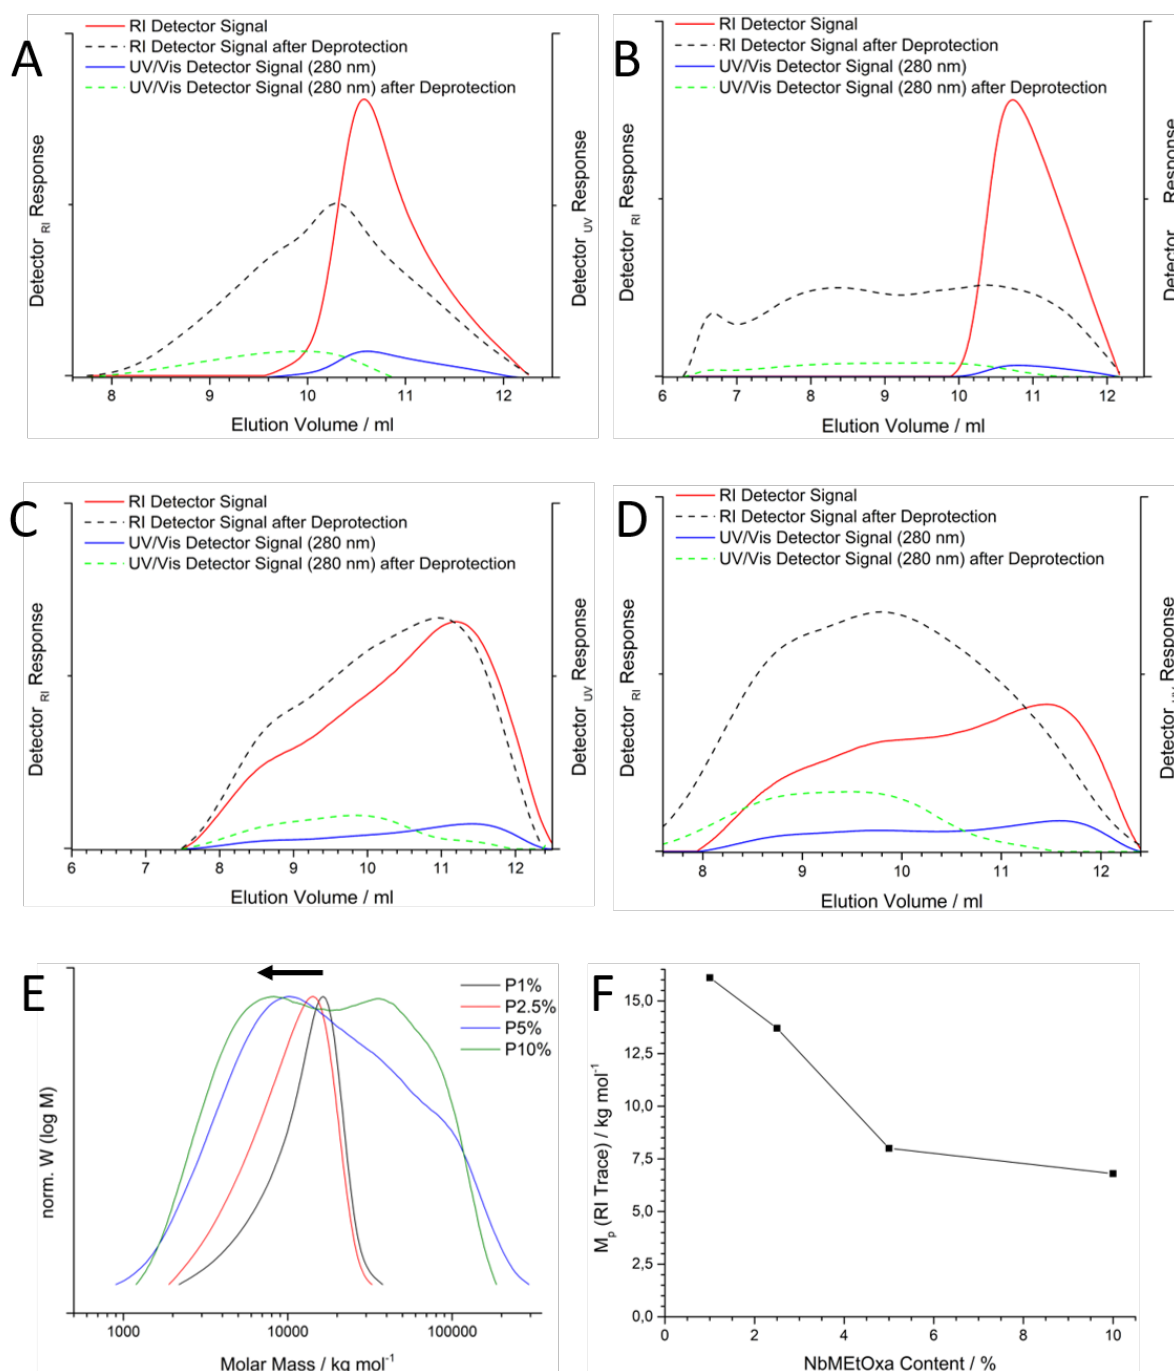 A
RI Detector Signal
RI Detector Signal after Deprotection
UV/Vis Detector Signal (280 nm)
UV/Vis Detector Signal (280 nm) after Deprotection
Detector RI Response
Detector UV Response
8 9 10 11 12
Elution Volume / ml
B
RI Detector Signal
RI Detector Signal after Deprotection
UV/Vis Detector Signal (280 nm)
UV/Vis Detector Signal (280 nm) after Deprotection
Detector RI Response
Detector Response
6 7 8 9 10 11 12
Elution Volume / ml
C
RI Detector Signal
RI Detector Signal after Deprotection
UV/Vis Detector Signal (280 nm)
UV/Vis Detector Signal (280 nm) after Deprotection
Detector RI Response
Detector UV Response
6 7 8 9 10 11 12
Elution Volume / ml
D
RI Detector Signal
RI Detector Signal after Deprotection
UV/Vis Detector Signal (280 nm)
UV/Vis Detector Signal (280 nm) after Deprotection
Detector RI Response
Detector Response
8 9 10 11 12
Elution Volume / ml
E
P1%
P2.5%
P5%
P10%
norm. W (log M)
1000 10000 100000
Molar Mass / kg mol⁻¹
F
15,0
12,5
10,0
7,5
5,0
2,5
0,0
Mp (RI Trace) / kg mol⁻¹
0 2 4 6 8 10
NbMEtOxa Content / %